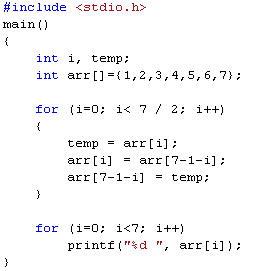 #include <stdio.h>
main()
{
    int i, temp;
    int arr[]={1,2,3,4,5,6,7};

    for (i=0; i< 7 / 2; i++)
    {
        temp = arr[i];
        arr[i] = arr[7-1-i];
        arr[7-1-i] = temp;
    }

    for (i=0; i<7; i++)
        printf("%d ", arr[i]);
}